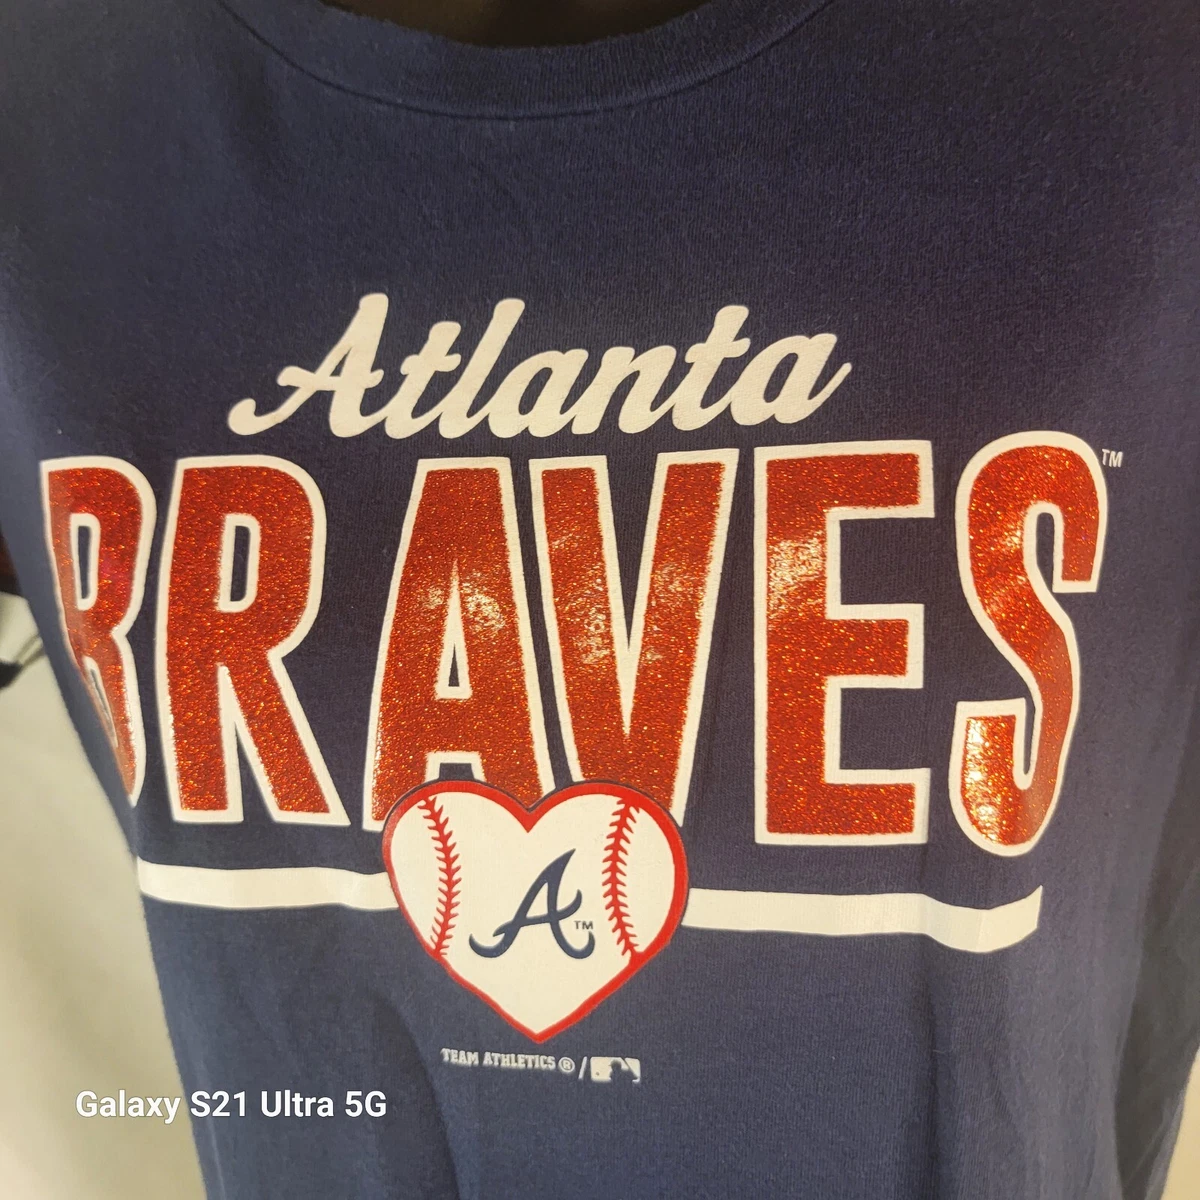 Atlanta
BRAVES™
A™
TEAM ATHLETICS ® /
Galaxy S21 Ultra 5G